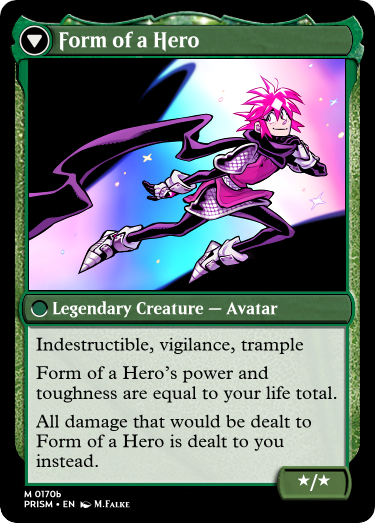 Form of a Hero
Legendary Creature — Avatar
Indestructible, vigilance, trample
Form of a Hero's power and
toughness are equal to your life total.
All damage that would be dealt to
Form of a Hero is dealt to you
instead.
★/★
M 0170b
PRISM • EN M.Falke